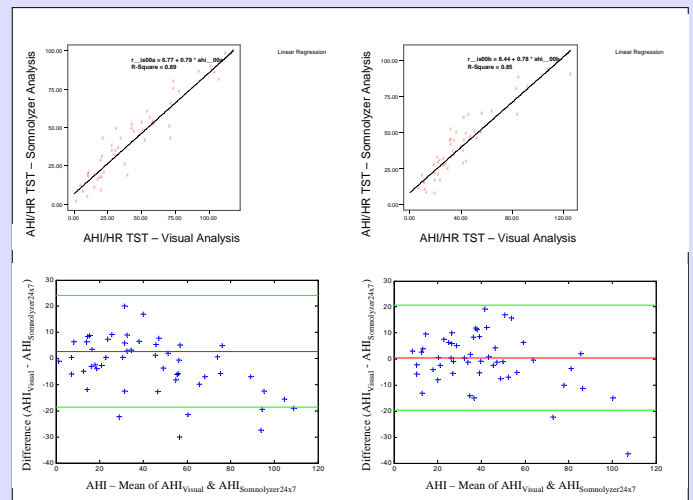 r__is00a = 6.77 + 0.79 * ahi__00a
R-Square = 0.89
Linear Regression
100.00
75.00
50.00
25.00
0.00
0.00 25.00 50.00 75.00 100.00
AHI/HR TST – Somnolyzer Analysis
AHI/HR TST – Visual Analysis
r__is00b = 8.44 + 0.78 * ahi__00b
R-Square = 0.85
Linear Regression
100.00
75.00
50.00
25.00
0.00
0.00 40.00 80.00 120.00
AHI/HR TST – Somnolyzer Analysis
AHI/HR TST – Visual Analysis
30
20
10
0
-10
-20
-30
-40
0 20 40 60 80 100 120
Difference (AHIVisual - AHISomnolyzer24x7)
AHI – Mean of AHIVisual & AHISomnolyzer24x7
30
20
10
0
-10
-20
-30
-40
0 20 40 60 80 100 120
Difference (AHIVisual - AHISomnolyzer24x7)
AHI – Mean of AHIVisual & AHISomnolyzer24x7